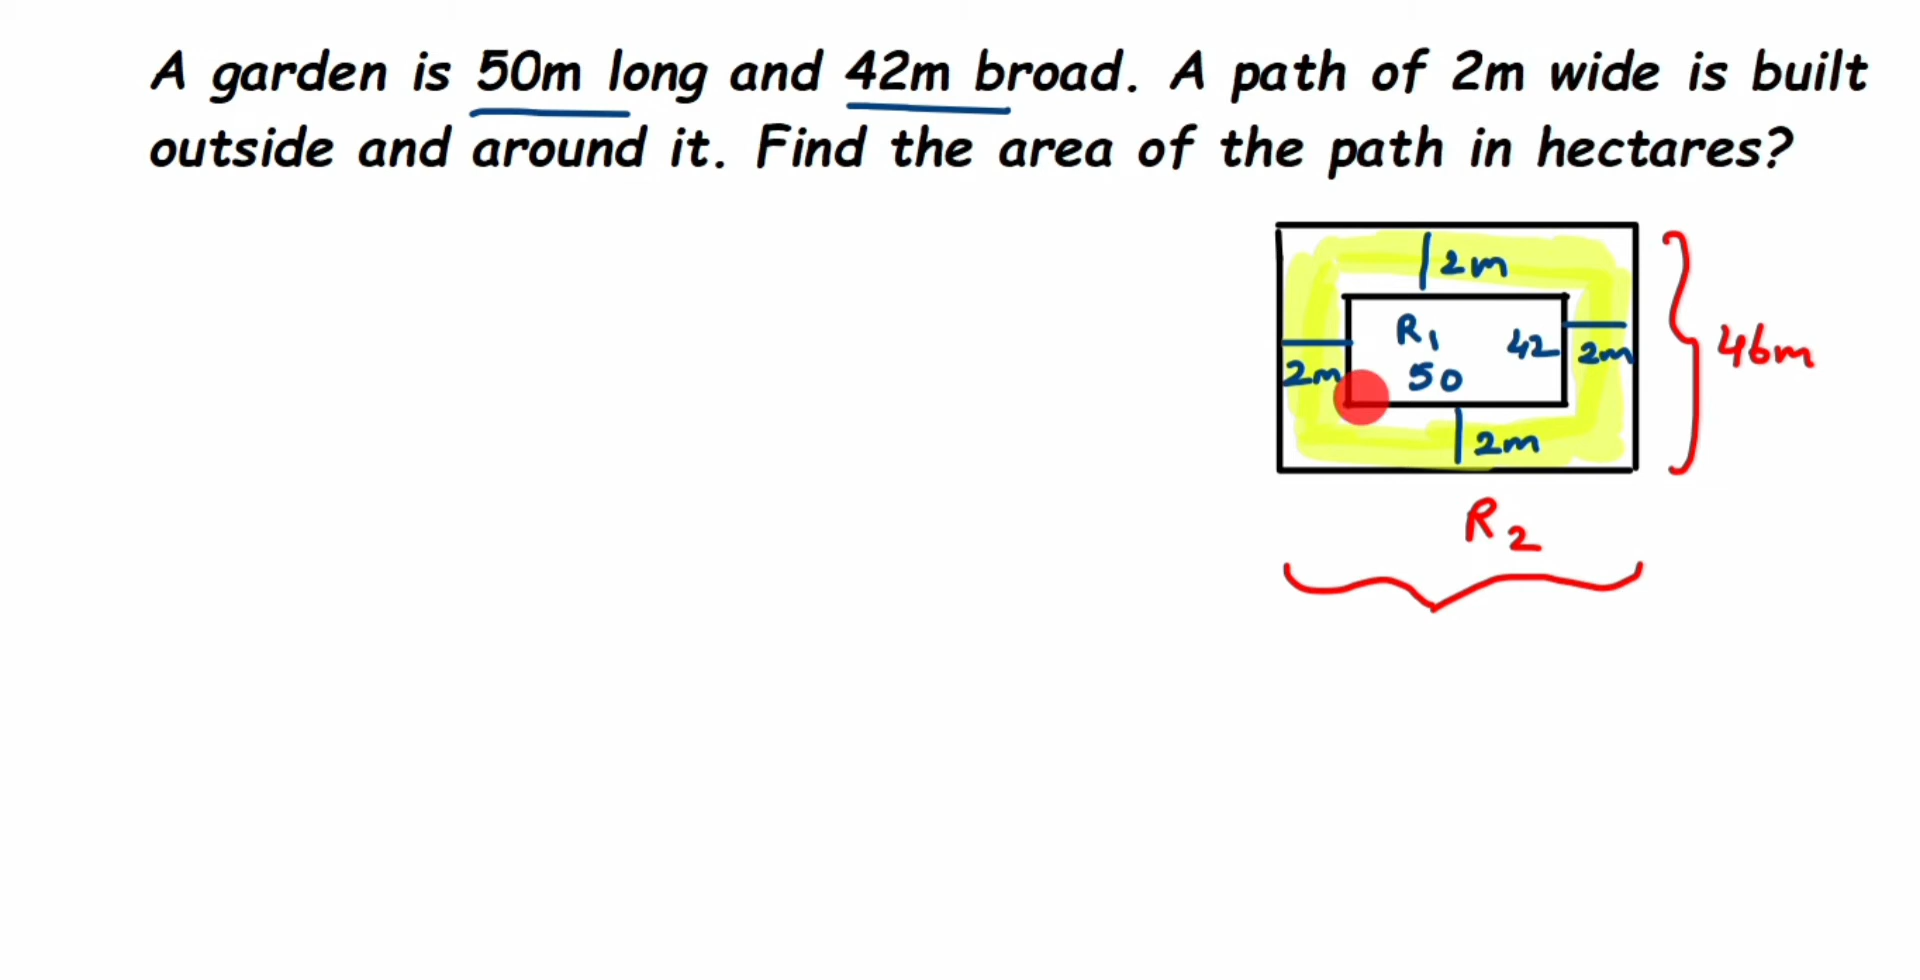 A garden is 50m long and 42m broad. A path of 2m wide is built
outside and around it. Find the area of the path in hectares?
2m
R1
42
2m
46m
2m
50
2m
R2